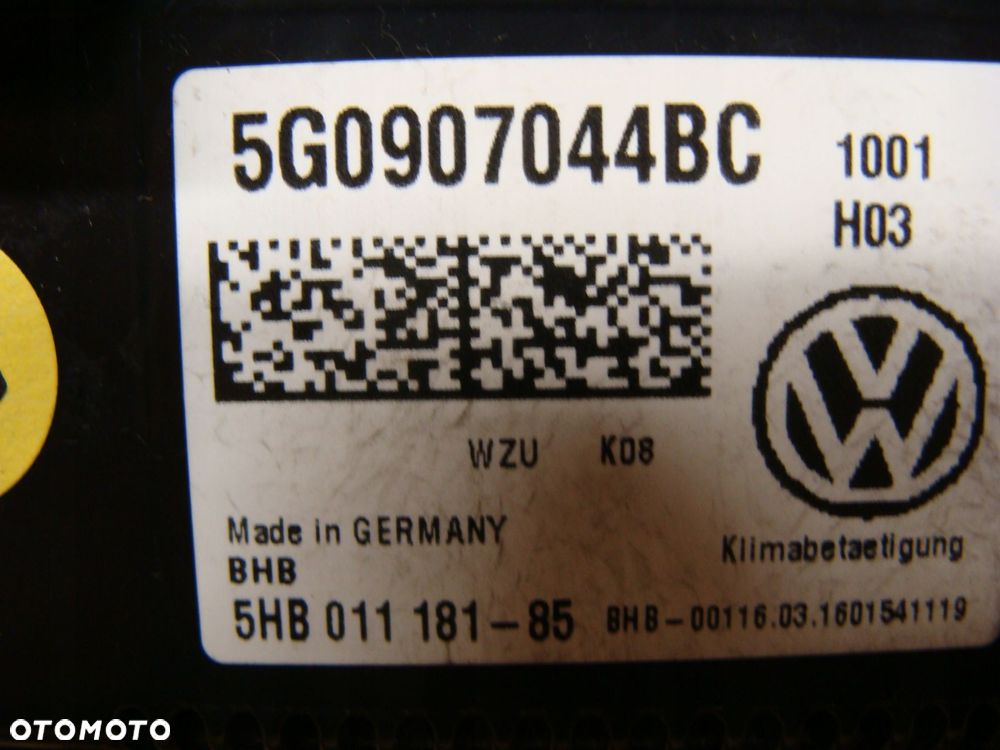 5G0907044BC 1001
H03
WZU K08
Made in GERMANY
Klimabetaetigung
BHB
5HB 011 181-85 BHB-00116.03.1601541119
OTOMOTO